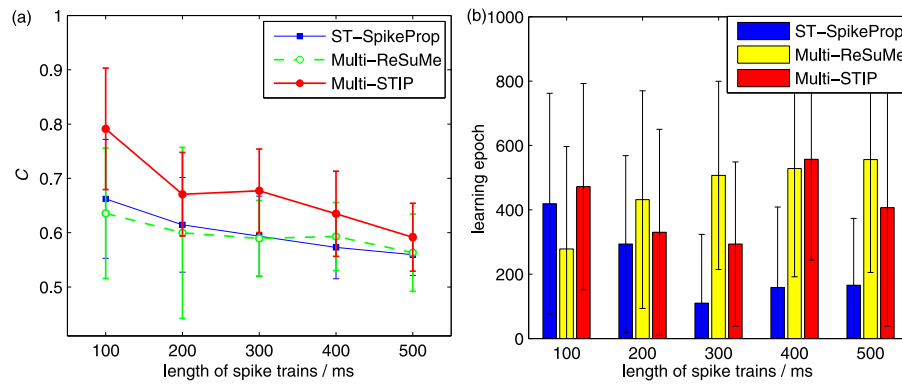 (a)
ST-SpikeProp
Multi-ReSuMe
Multi-STIP
1
0.9
0.8
0.7
0.6
0.5
C
100 200 300 400 500
length of spike trains / ms
(b)
ST-SpikeProp
Multi-ReSuMe
Multi-STIP
1000
800
600
400
200
0
learning epoch
100 200 300 400 500
length of spike trains / ms